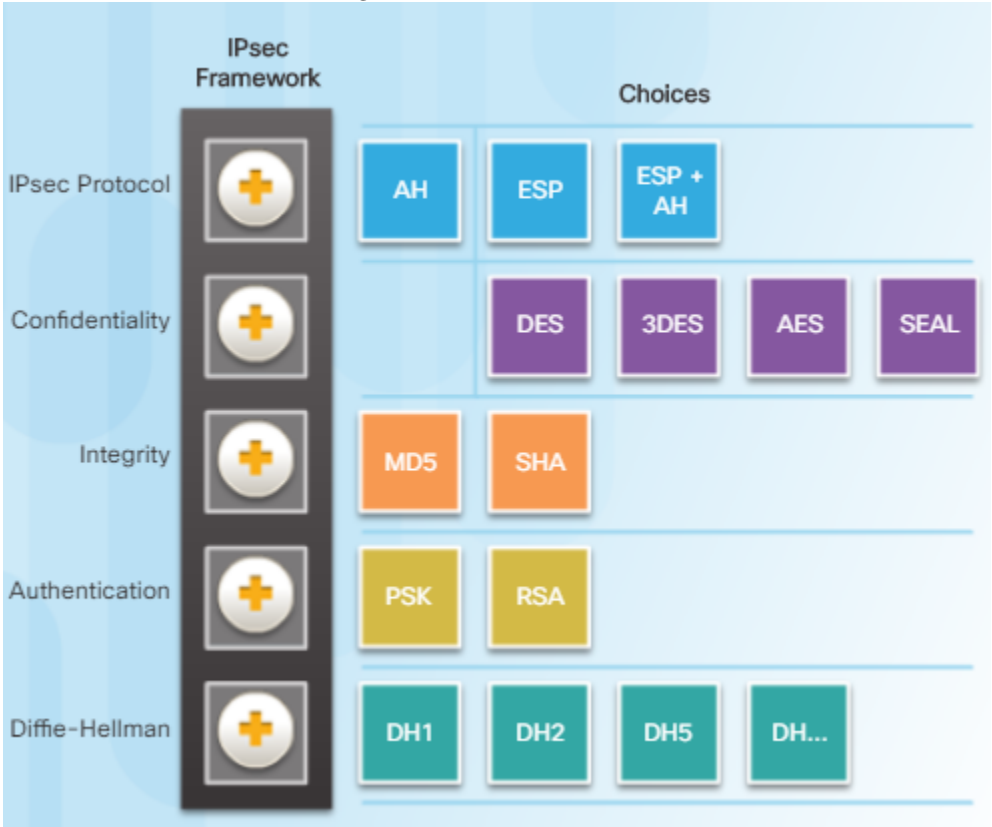 IPsec
Framework
Choices
IPsec Protocol
AH
ESP
ESP +
AH
Confidentiality
DES
3DES
AES
SEAL
Integrity
MD5
SHA
Authentication
PSK
RSA
Diffie-Hellman
DH1
DH2
DH5
DH...